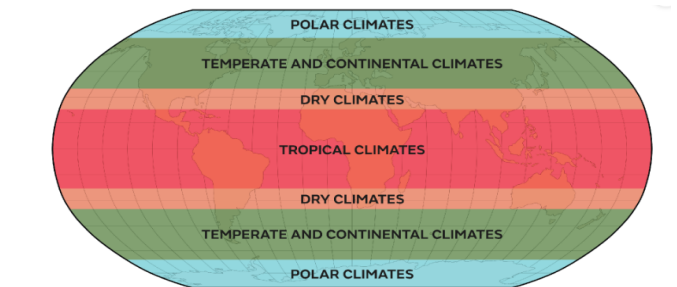 POLAR CLIMATES
TEMPERATE AND CONTINENTAL CLIMATES
DRY CLIMATES
TROPICAL CLIMATES
DRY CLIMATES
TEMPERATE AND CONTINENTAL CLIMATES
POLAR CLIMATES